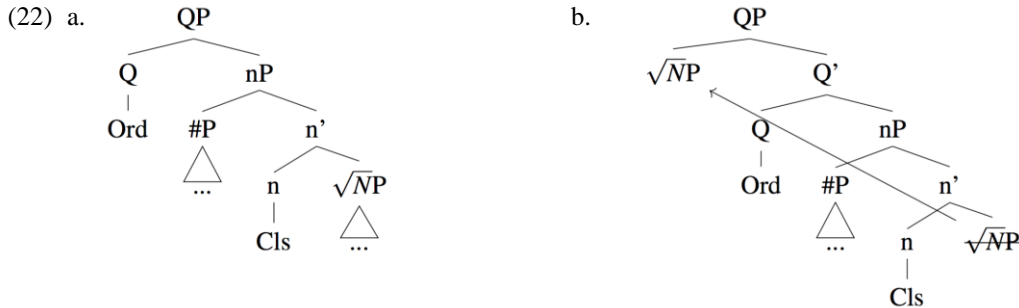 (22) a. QP b. QP
Q nP √NP Q’
Ord #P n’ Q nP
... n √NP Ord #P n’
Cls ... ... n √NP
Cls